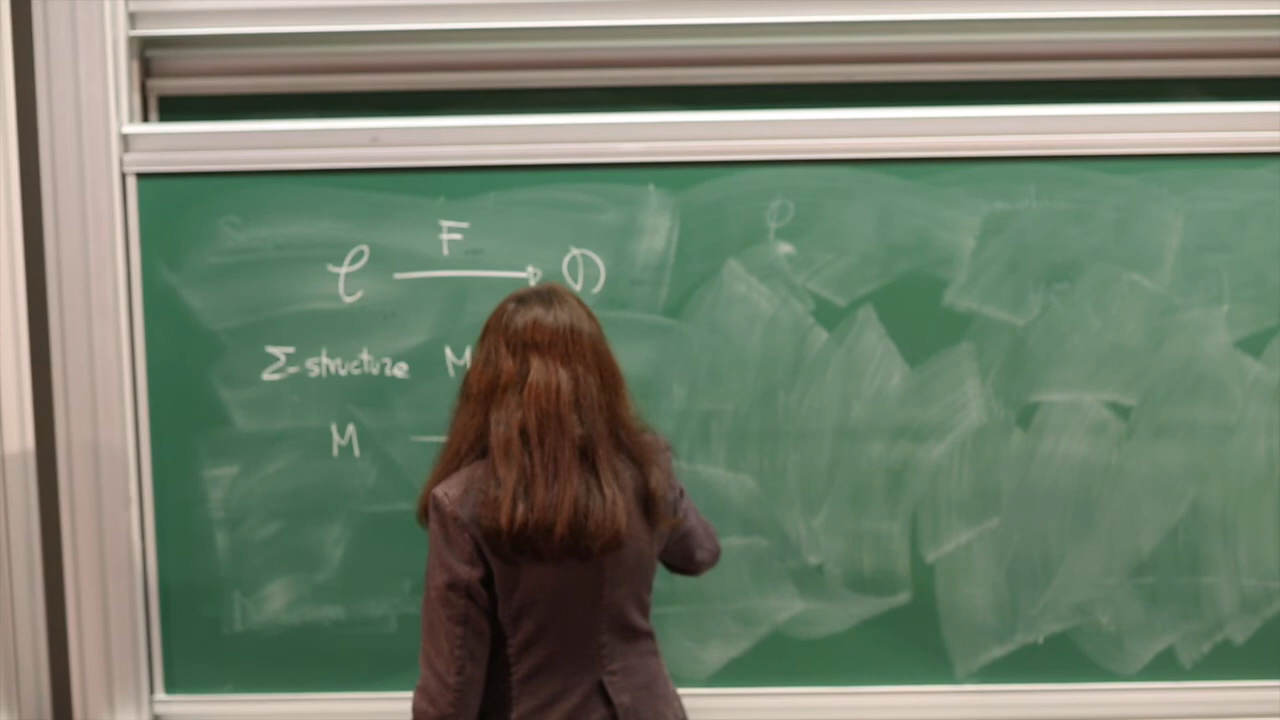 F
𝒞 ⟶ 𝒟
Σ-structure M
M —